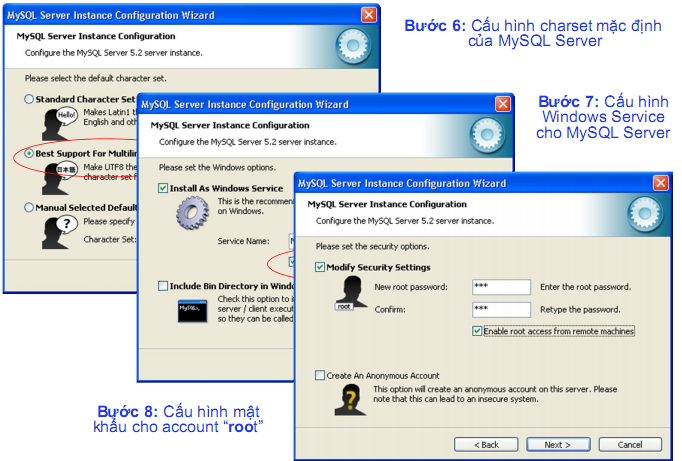 MySQL Server Instance Configuration Wizard
MySQL Server Instance Configuration
Configure the MySQL Server 5.2 server instance.
Please select the default character set.
Standard Character Set
Makes Latin1 the
English and oth
Hello!
Best Support For Multilin
Make UTF8 the
character set f
日本語
Manual Selected Default
Please specify
Character Set:
?
Bước 6: Cấu hình charset mặc định
của MySQL Server
MySQL Server Instance Configuration Wizard
MySQL Server Instance Configuration
Configure the MySQL Server 5.2 server instance.
Please set the Windows options.
Install As Windows Service
This is the recommen
on Windows.
Service Name:
Include Bin Directory in Windo
Check this option to i
server / client execut
so they can be called
MySQL
Bước 7: Cấu hình
Windows Service
cho MySQL Server
MySQL Server Instance Configuration Wizard
MySQL Server Instance Configuration
Configure the MySQL Server 5.2 server instance.
Please set the security options.
Modify Security Settings
New root password: *** Enter the root password.
root
Confirm: *** Retype the password.
Enable root access from remote machines
Create An Anonymous Account
?
This option will create an anonymous account on this server. Please
note that this can lead to an insecure system.
< Back Next > Cancel
Bước 8: Cấu hình mật
khẩu cho account “root”